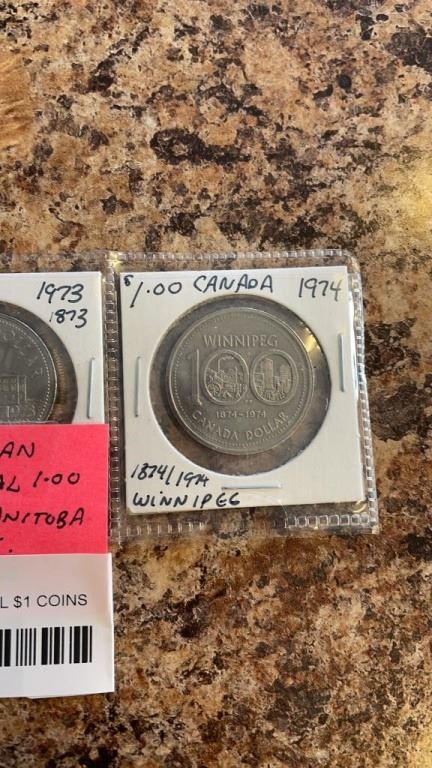 1973
1873
1973
AN
AL 1.00
ANITOBA
L $1 COINS
$1.00 CANADA 1974
WINNIPEG
100
1874-1974
CANADA DOLLAR
1874/1974
WINNIPEG